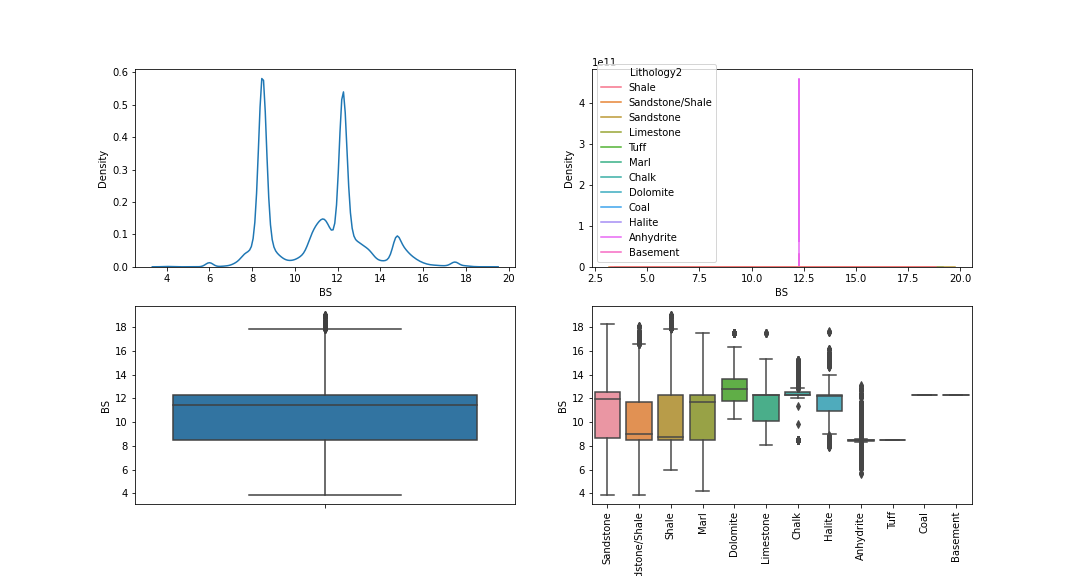 0.6
0.5
0.4
0.3
0.2
0.1
0.0
Density
4 6 8 10 12 14 16 18 20
BS
1e11
4
3
2
1
0
Density
Lithology2
Shale
Sandstone/Shale
Sandstone
Limestone
Tuff
Marl
Chalk
Dolomite
Coal
Halite
Anhydrite
Basement
2.5 5.0 7.5 10.0 12.5 15.0 17.5 20.0
BS
18
16
14
12
10
8
6
4
BS
18
16
14
12
10
8
6
4
BS
Sandstone
dstone/Shale
Shale
Marl
Dolomite
Limestone
Chalk
Halite
Anhydrite
Tuff
Coal
Basement